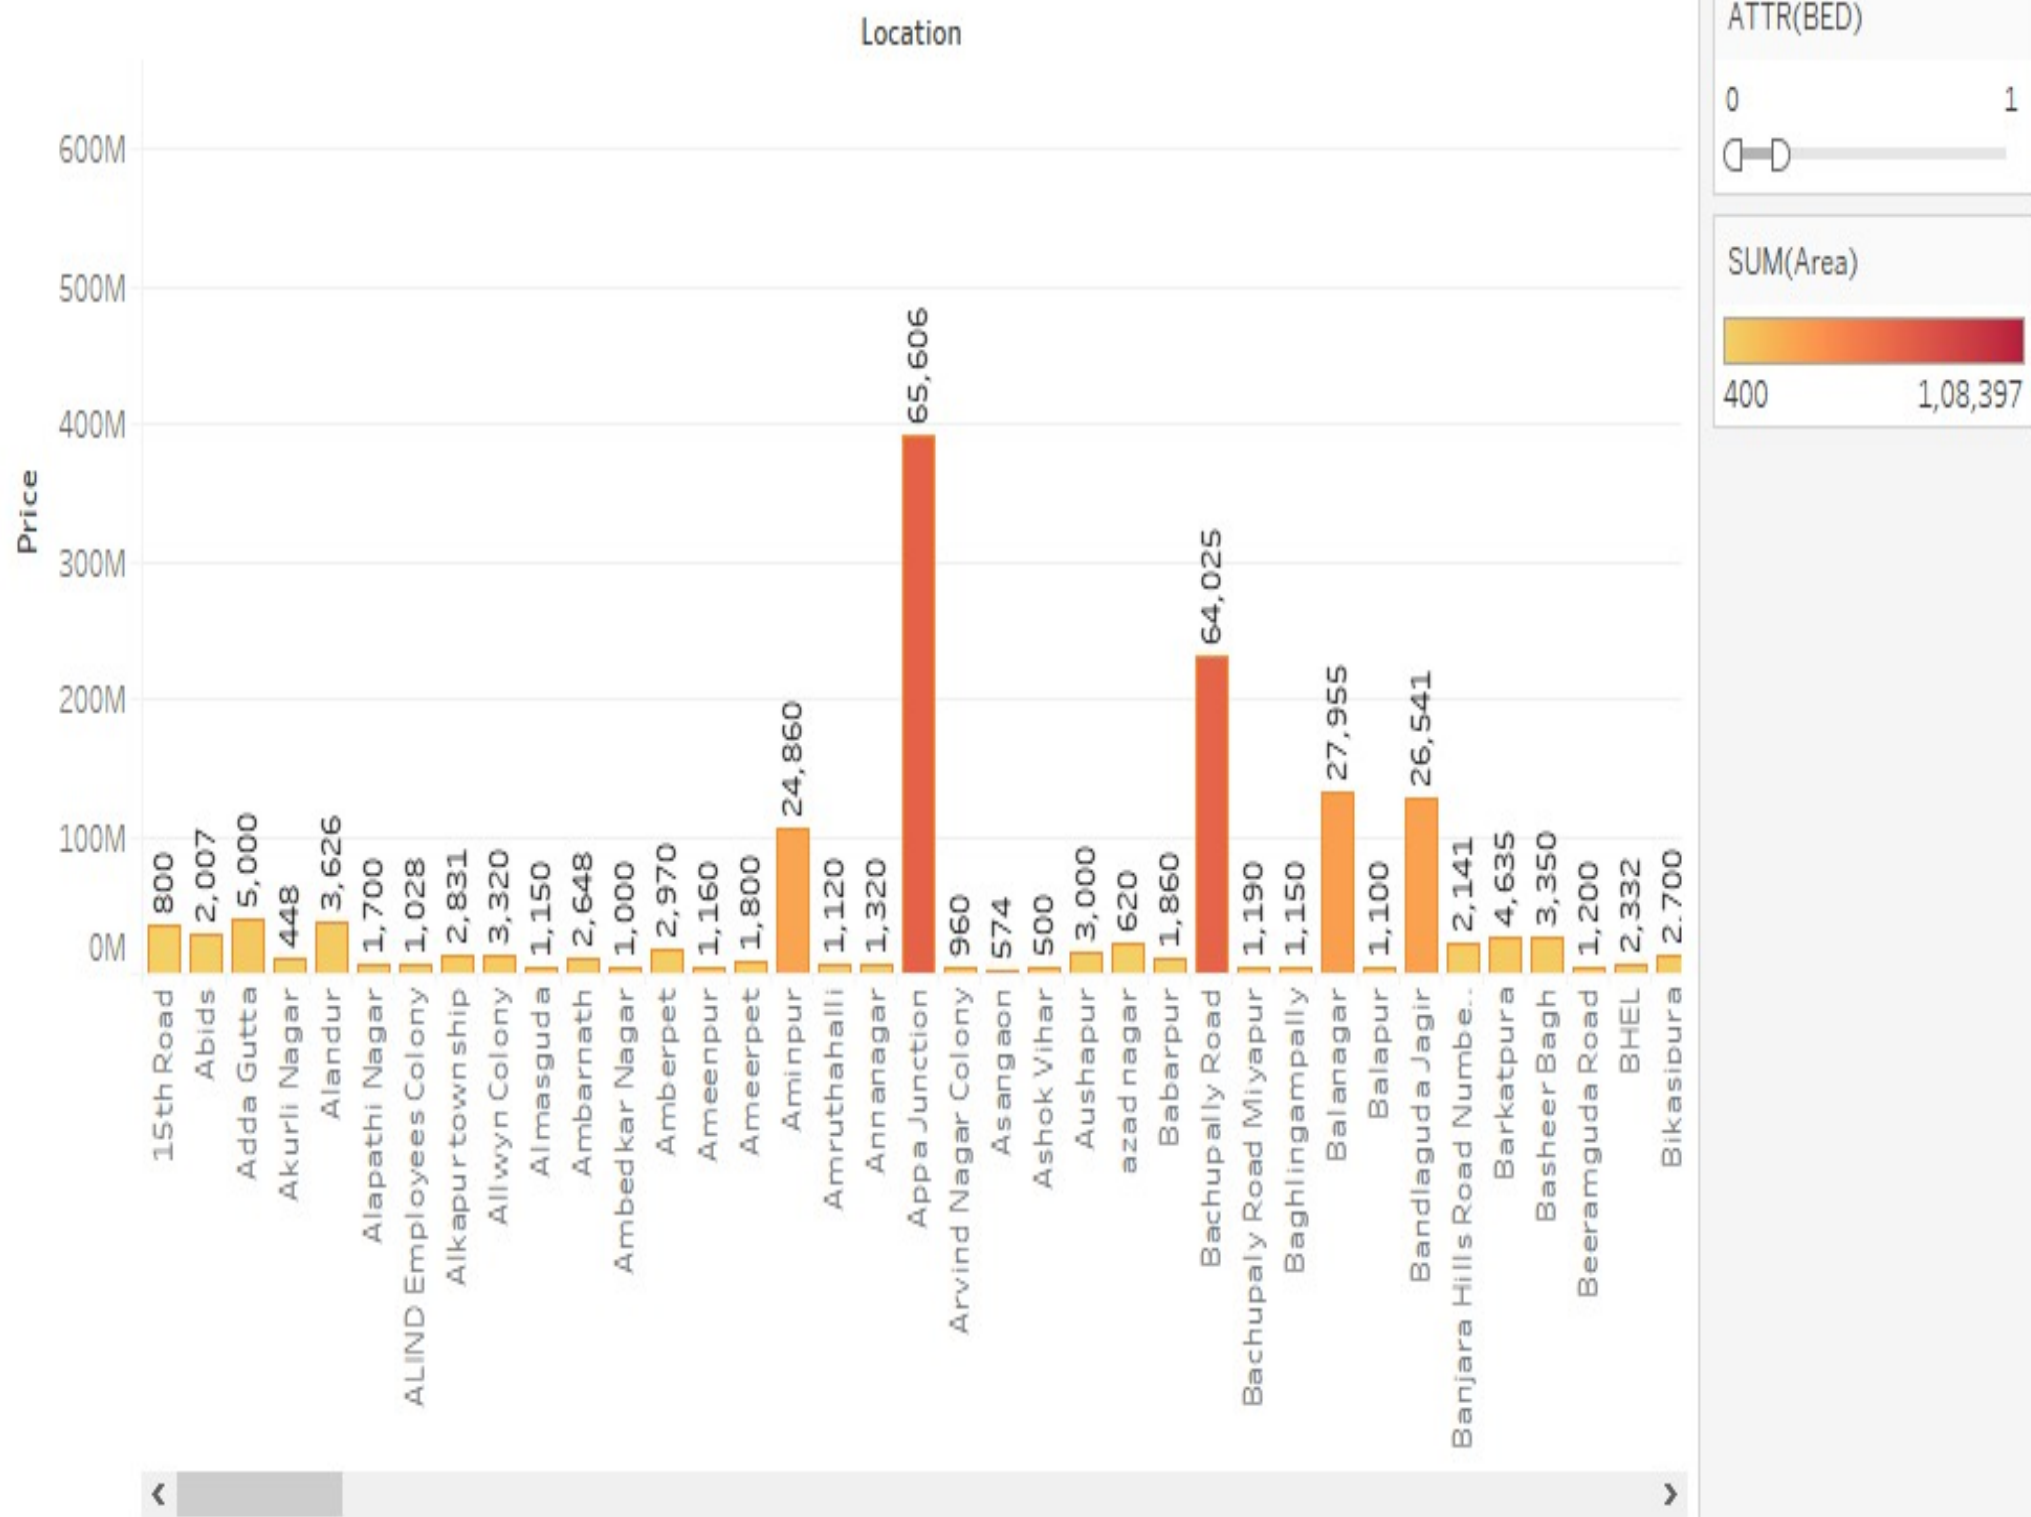 Location
ATTR(BED)
0
1
SUM(Area)
400
1,08,397
Price
600M
500M
400M
300M
200M
100M
0M
800
2,007
5,000
448
3,626
1,700
1,028
2,831
3,320
1,150
2,648
1,000
2,970
1,160
1,800
24,860
1,120
1,320
65,606
960
574
500
3,000
620
1,860
64,025
1,190
1,150
27,955
1,100
26,541
2,141
4,635
3,350
1,200
2,332
2,700
15th Road
Abids
Adda Gutta
Akurli Nagar
Alandur
Alapathi Nagar
ALIND Employees Colony
Alkapur township
Allwyn Colony
Almasguda
Ambarnath
Ambedkar Nagar
Amberpet
Ameenpur
Ameerpet
Aminpur
Amruthahalli
Annanagar
Appa Junction
Arvind Nagar Colony
Asangaon
Ashok Vihar
Aushapur
azad nagar
Babarpur
Bachupally Road
Bachupaly Road Miyapur
Baghlingampally
Balanagar
Balapur
Bandlaguda Jagir
Banjara Hills Road Numbe..
Barkatpura
Basheer Bagh
Beeramguda Road
BHEL
Bikasipura